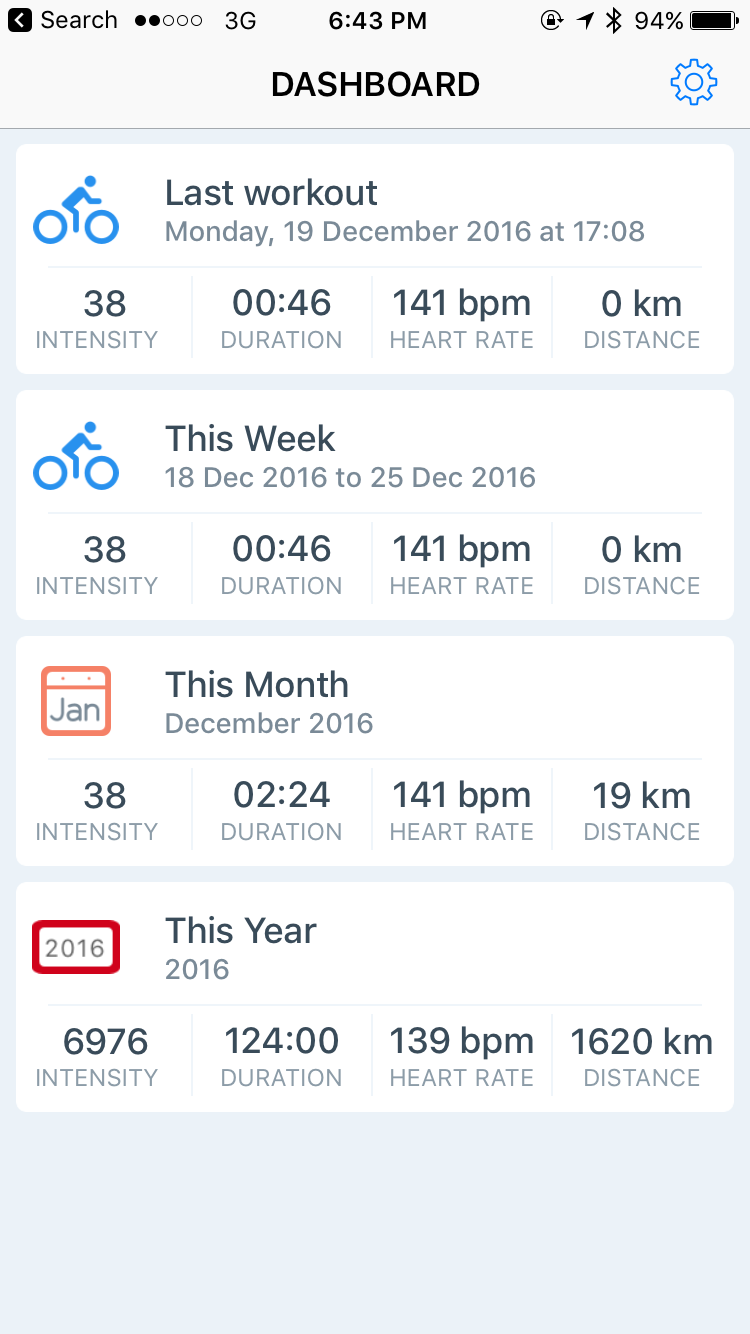 Search 3G 6:43 PM 94%
DASHBOARD
Last workout
Monday, 19 December 2016 at 17:08
38 00:46 141 bpm 0 km
INTENSITY DURATION HEART RATE DISTANCE
This Week
18 Dec 2016 to 25 Dec 2016
38 00:46 141 bpm 0 km
INTENSITY DURATION HEART RATE DISTANCE
Jan
This Month
December 2016
38 02:24 141 bpm 19 km
INTENSITY DURATION HEART RATE DISTANCE
2016
This Year
2016
6976 124:00 139 bpm 1620 km
INTENSITY DURATION HEART RATE DISTANCE